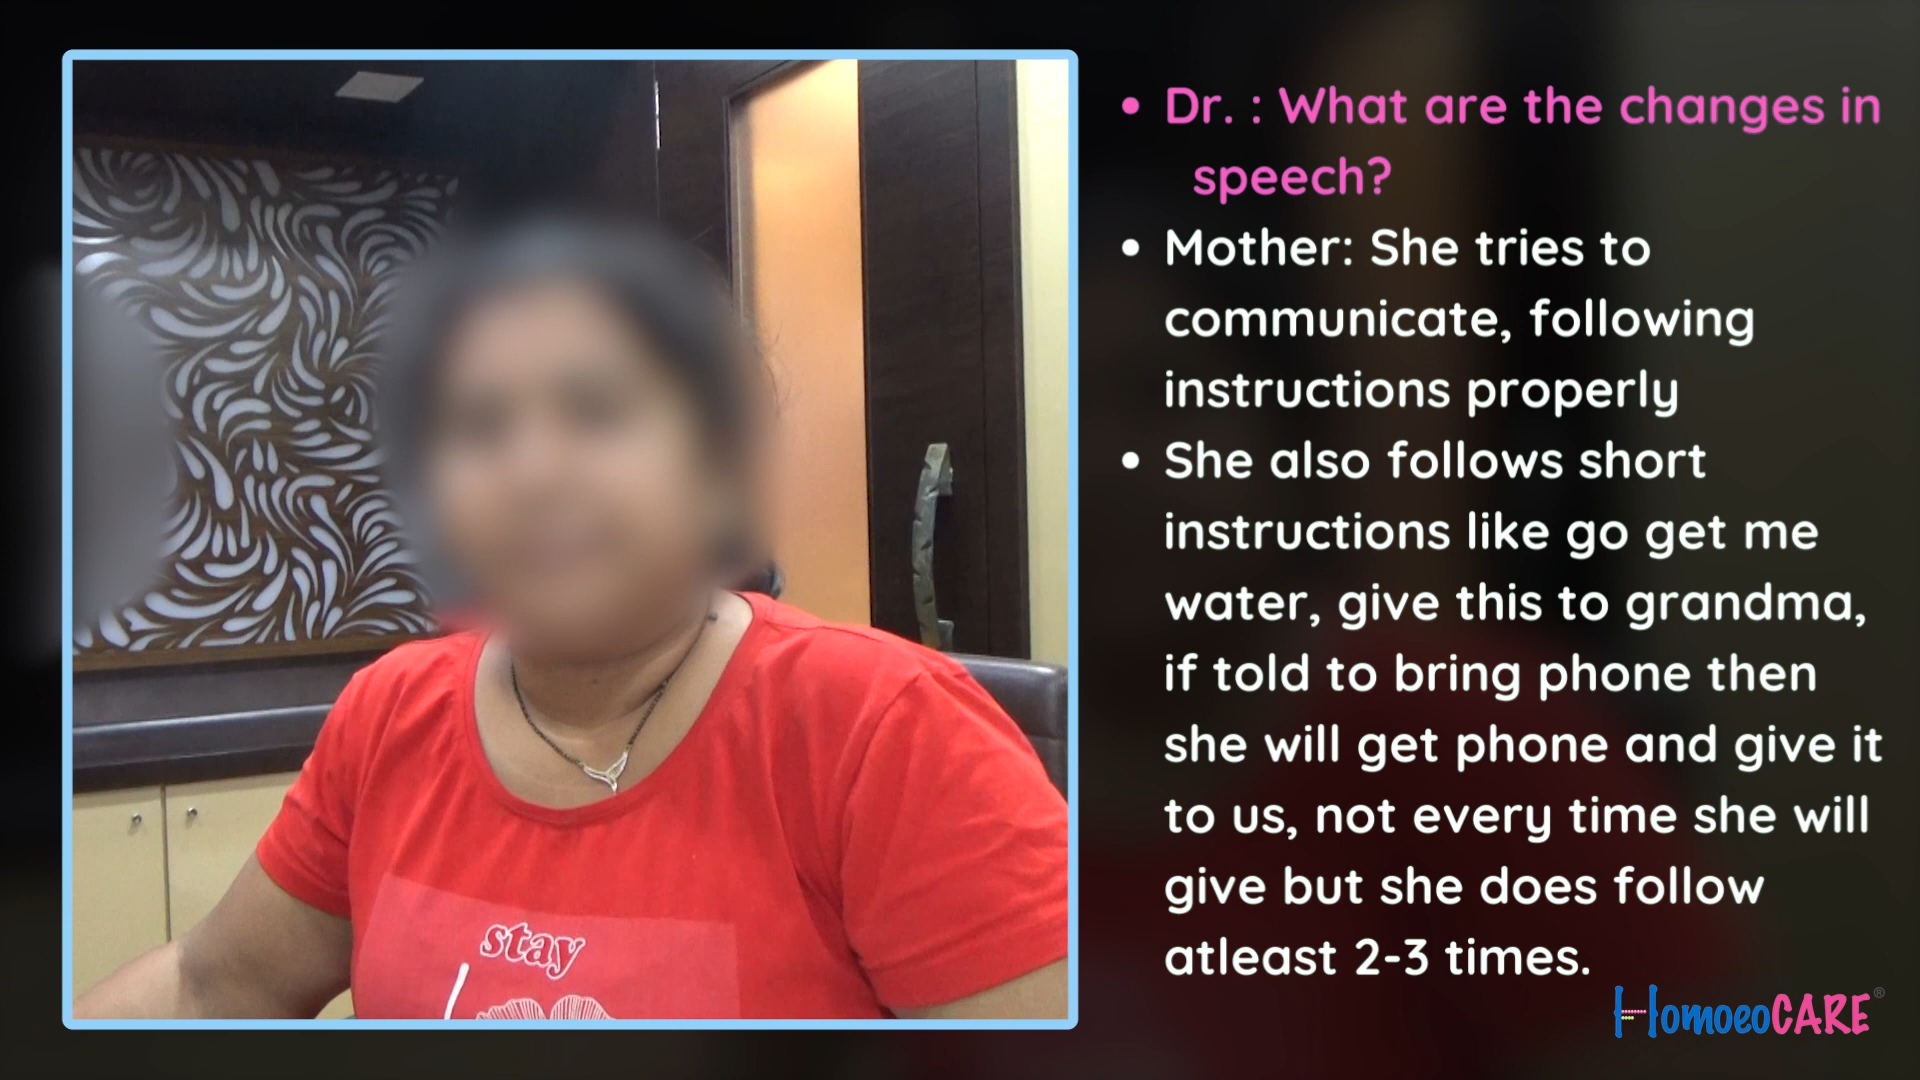 • Dr. : What are the changes in
speech?
• Mother: She tries to
communicate, following
instructions properly
• She also follows short
instructions like go get me
water, give this to grandma,
if told to bring phone then
she will get phone and give it
to us, not every time she will
give but she does follow
atleast 2-3 times.
stay
HomoeoCARE®